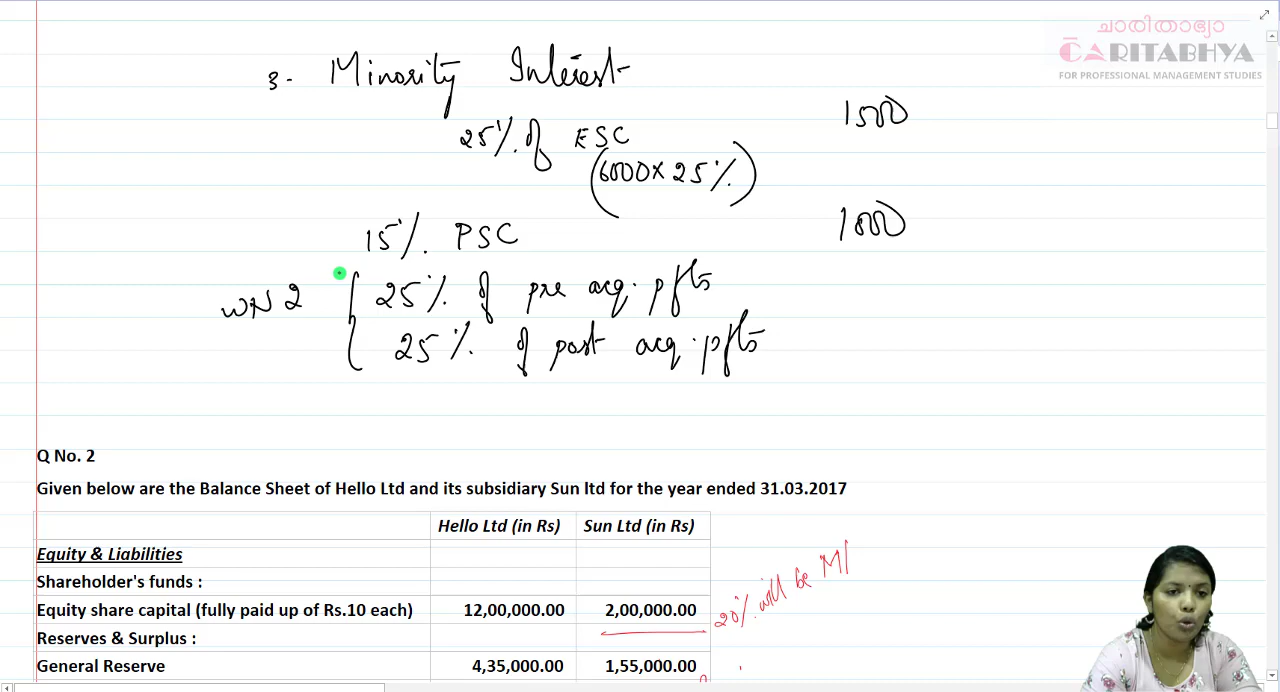 ചാരിതാഭ്യാ
CARITABHYA
FOR PROFESSIONAL MANAGEMENT STUDIES
3. Minority Interest
25% of ESC 1500
(6000 x 25%)
15% PSC 1000
WN 2 25% of pre acq. pfts
25% of post acq. pfts
Q No. 2
Given below are the Balance Sheet of Hello Ltd and its subsidiary Sun ltd for the year ended 31.03.2017
Hello Ltd (in Rs) Sun Ltd (in Rs)
Equity & Liabilities
Shareholder's funds :
Equity share capital (fully paid up of Rs.10 each) 12,00,000.00 2,00,000.00 20% will be MI
Reserves & Surplus :
General Reserve 4,35,000.00 1,55,000.00